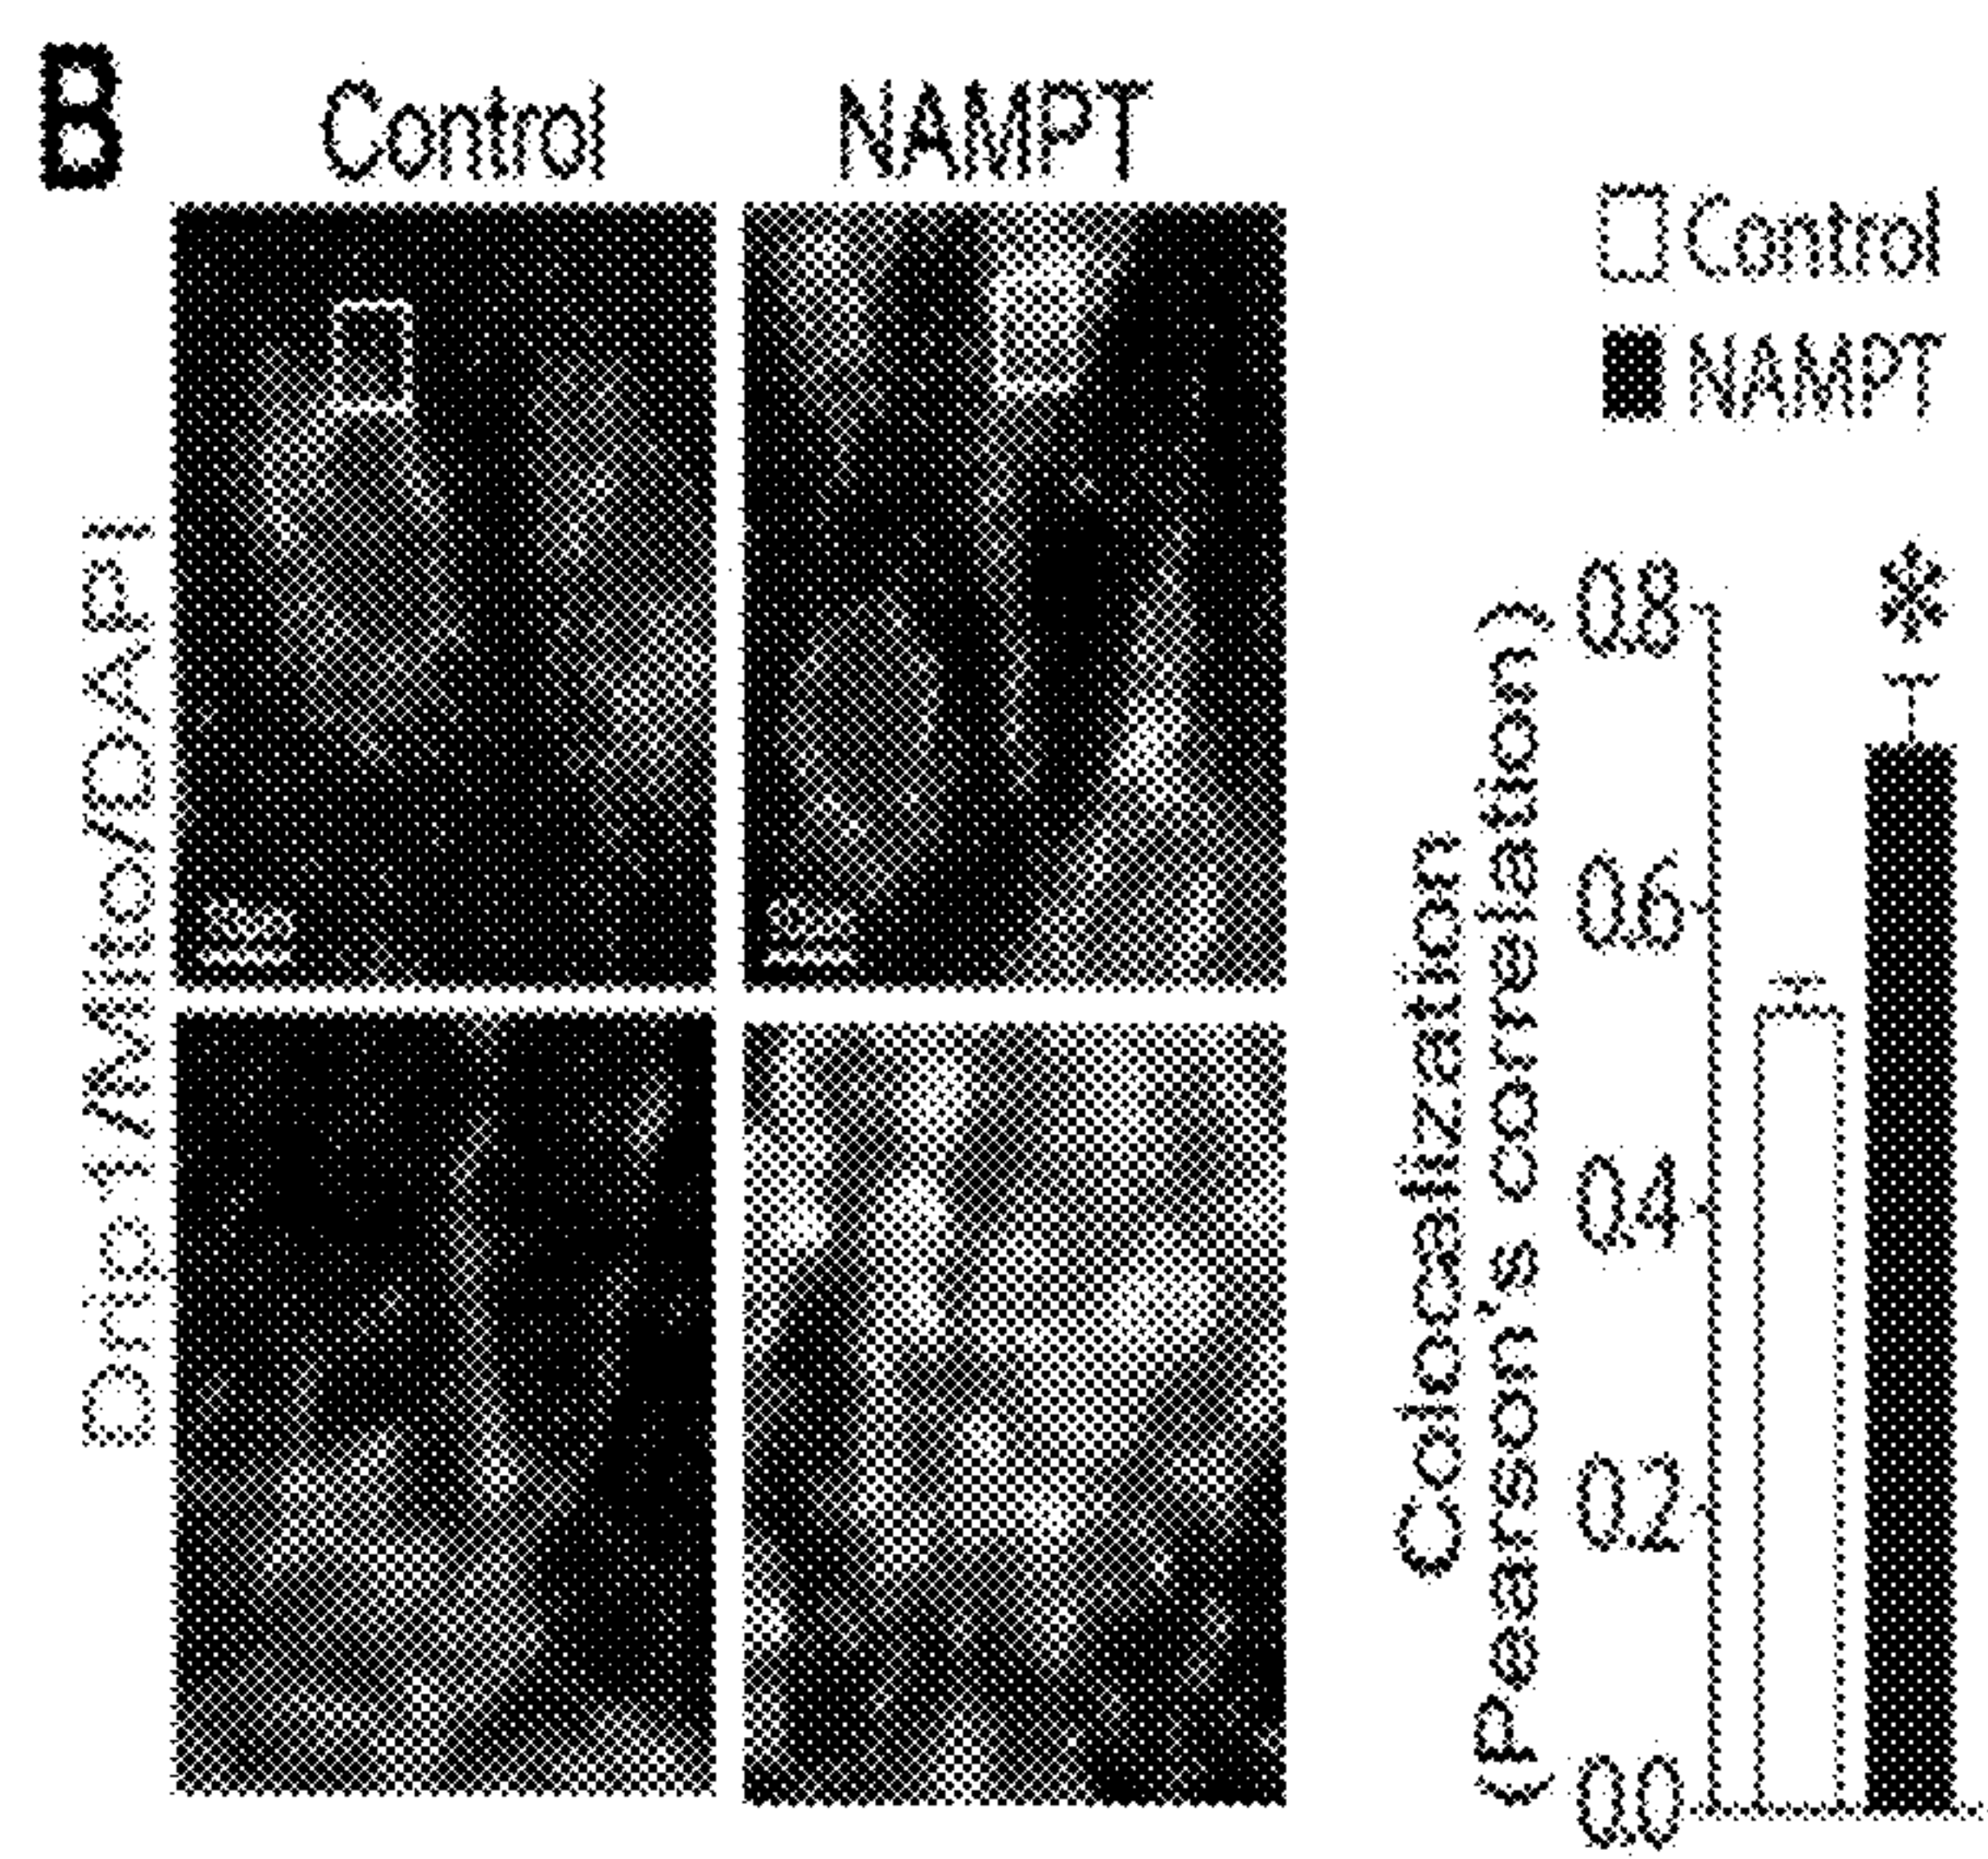 B
Control
NAMPT
Drp1/Mito/DAPI
Control
NAMPT
Colocalization
(Pearson's correlation)
0.8
*
0.6
0.4
0.2
0.0